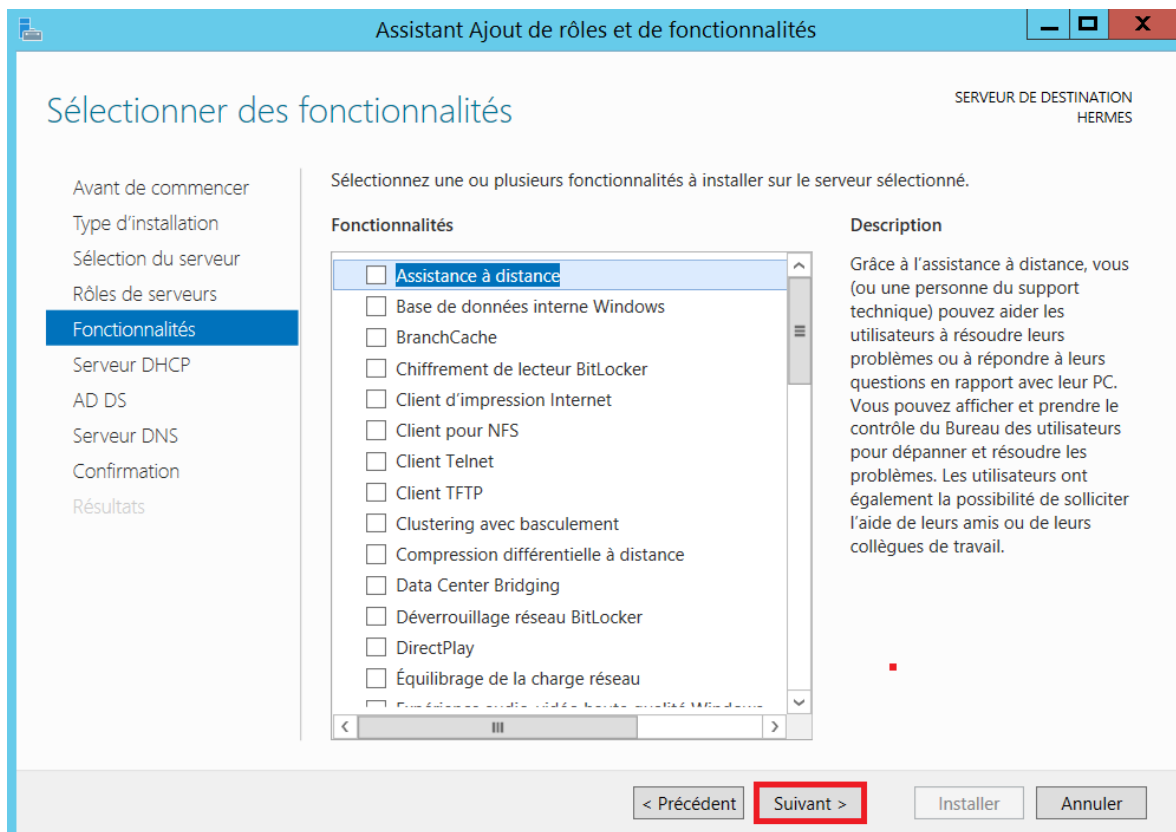 Assistant Ajout de rôles et de fonctionnalités
Sélectionner des fonctionnalités
SERVEUR DE DESTINATION
HERMES
Avant de commencer
Type d'installation
Sélection du serveur
Rôles de serveurs
Fonctionnalités
Serveur DHCP
AD DS
Serveur DNS
Confirmation
Résultats
Sélectionnez une ou plusieurs fonctionnalités à installer sur le serveur sélectionné.
Fonctionnalités
Assistance à distance
Base de données interne Windows
BranchCache
Chiffrement de lecteur BitLocker
Client d'impression Internet
Client pour NFS
Client Telnet
Client TFTP
Clustering avec basculement
Compression différentielle à distance
Data Center Bridging
Déverrouillage réseau BitLocker
DirectPlay
Équilibrage de la charge réseau
Expérience audio-vidéo haute qualité Windows
Description
Grâce à l'assistance à distance, vous
(ou une personne du support
technique) pouvez aider les
utilisateurs à résoudre leurs
problèmes ou à répondre à leurs
questions en rapport avec leur PC.
Vous pouvez afficher et prendre le
contrôle du Bureau des utilisateurs
pour dépanner et résoudre les
problèmes. Les utilisateurs ont
également la possibilité de solliciter
l'aide de leurs amis ou de leurs
collègues de travail.
< Précédent
Suivant >
Installer
Annuler